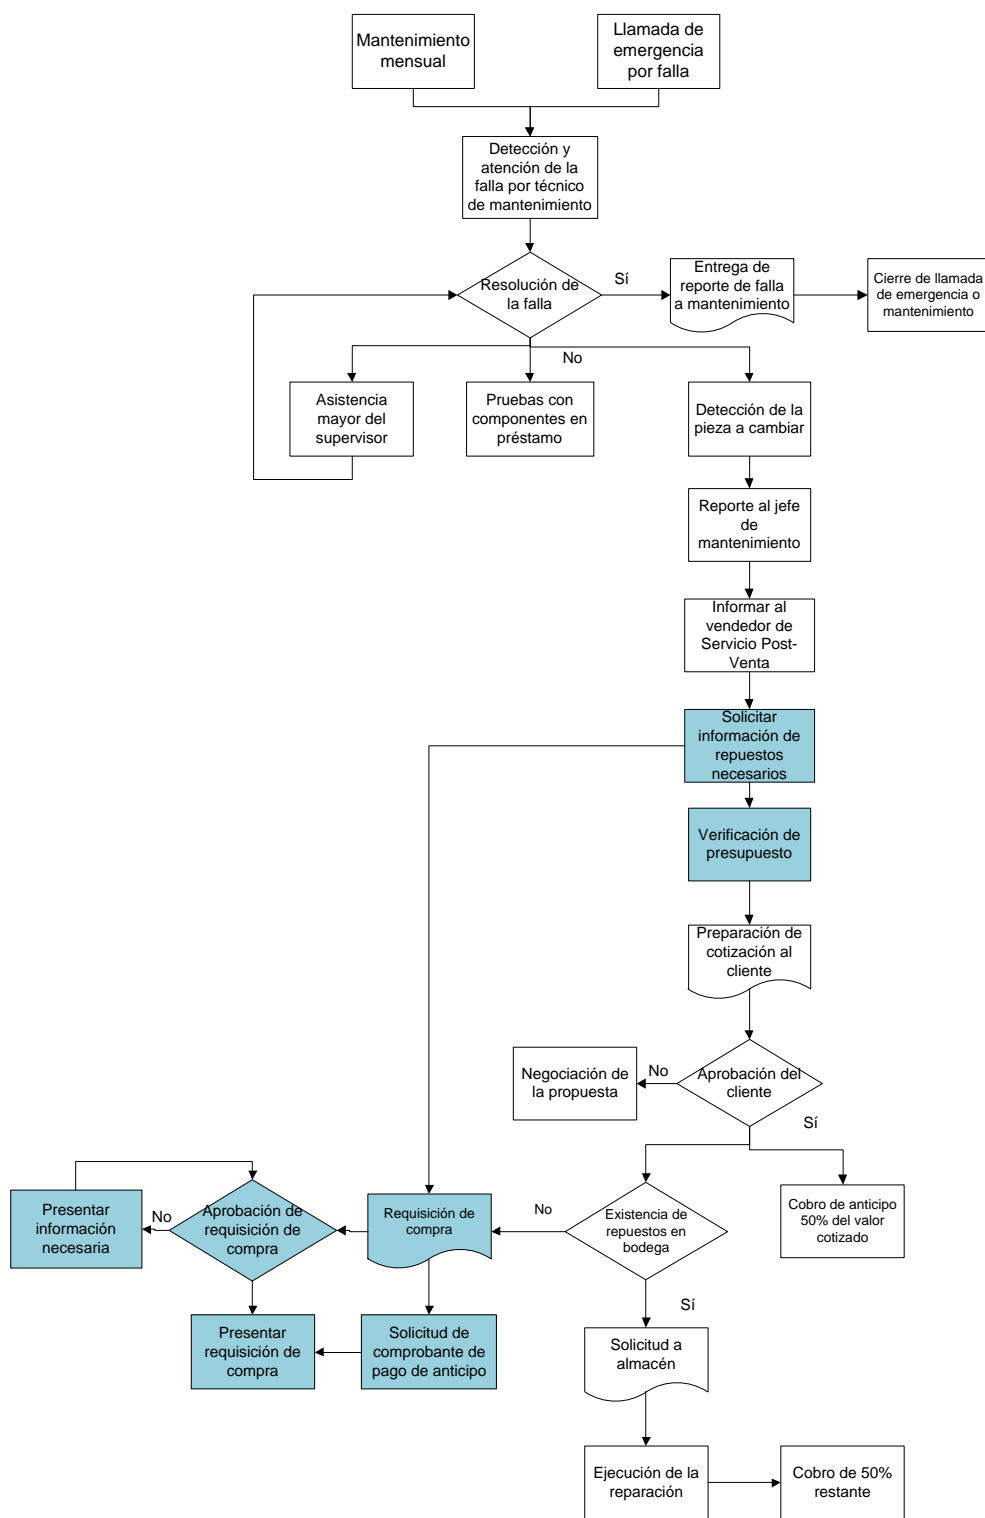 Mantenimiento
mensual
Llamada de
emergencia
por falla
Detección y
atención de la
falla por técnico
de mantenimiento
Resolución de
la falla
Sí
Entrega de
reporte de falla
a mantenimiento
Cierre de llamada
de emergencia o
mantenimiento
No
Asistencia
mayor del
supervisor
Pruebas con
componentes en
préstamo
Detección de la
pieza a cambiar
Reporte al jefe
de
mantenimiento
Informar al
vendedor de
Servicio Post-
Venta
Solicitar
información de
repuestos
necesarios
Verificación de
presupuesto
Preparación de
cotización al
cliente
Aprobación del
cliente
No
Negociación de
la propuesta
Sí
Cobro de anticipo
50% del valor
cotizado
Existencia de
repuestos en
bodega
No
Requisición de
compra
Aprobación de
requisición de
compra
No
Presentar
información
necesaria
Presentar
requisición de
compra
Solicitud de
comprobante de
pago de anticipo
Sí
Solicitud a
almacén
Ejecución de la
reparación
Cobro de 50%
restante